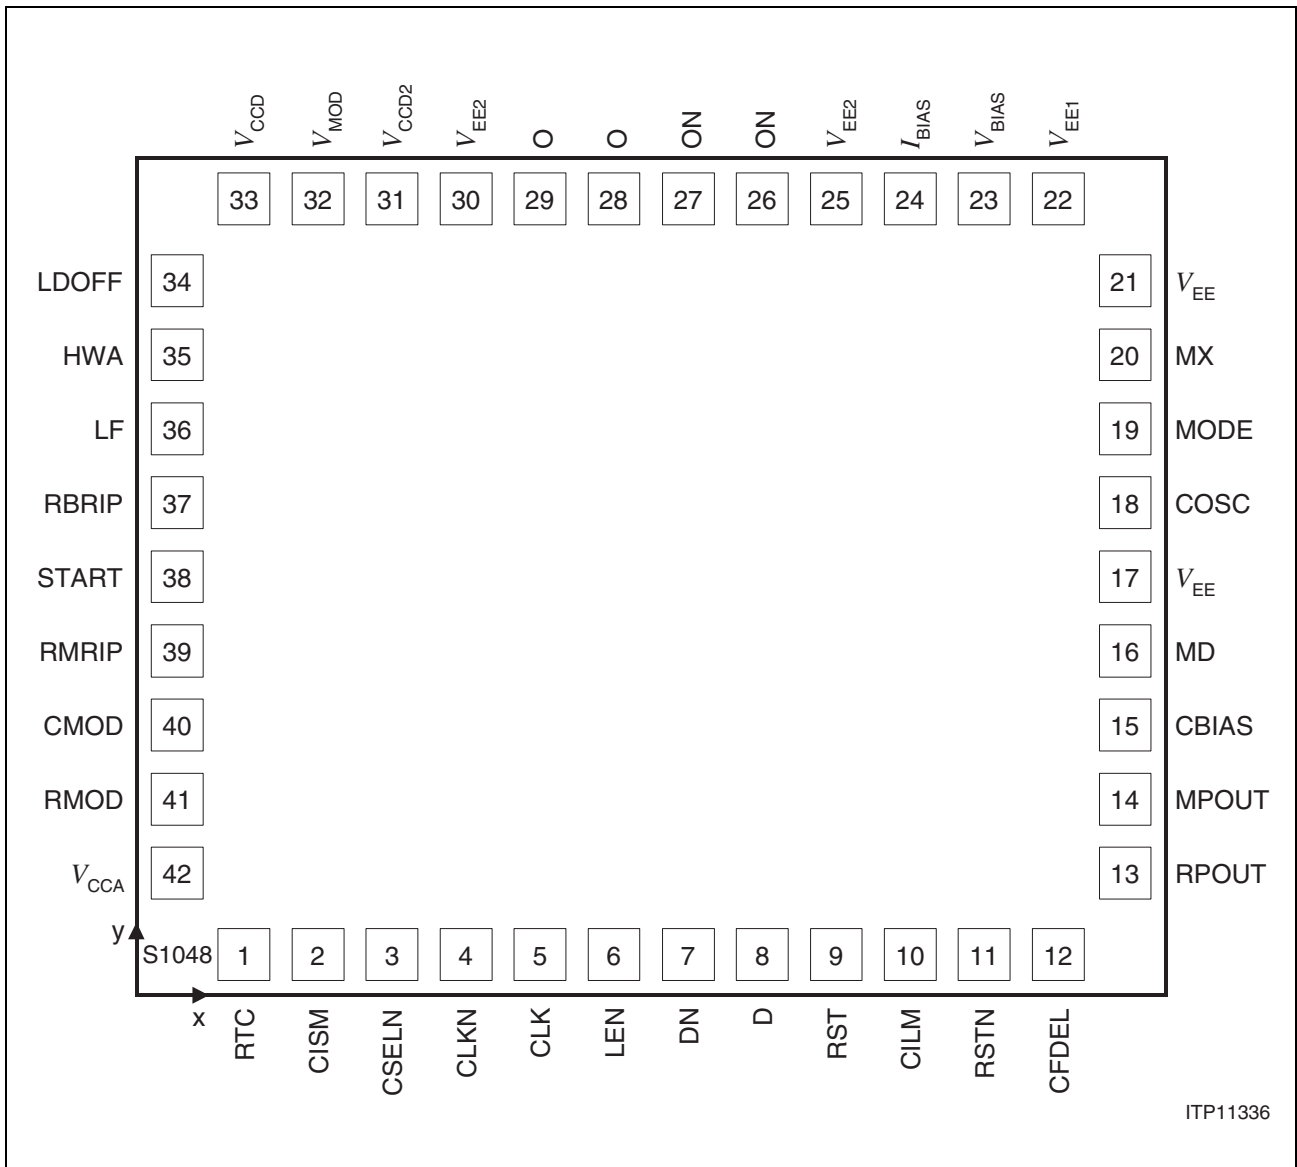 VCCD VMOD VCCD2 VEE2 O O ON ON VEE2 IBIAS VBIAS VEE1
33 32 31 30 29 28 27 26 25 24 23 22
LDOFF 34 21 VEE
HWA 35 20 MX
LF 36 19 MODE
RBRIP 37 18 COSC
START 38 17 VEE
RMRIP 39 16 MD
CMOD 40 15 CBIAS
RMOD 41 14 MPOUT
VCCA 42 13 RPOUT
y
S1048 1 2 3 4 5 6 7 8 9 10 11 12
x
RTC CISM CSELN CLKN CLK LEN DN D RST CILM RSTN CFDEL
ITP11336